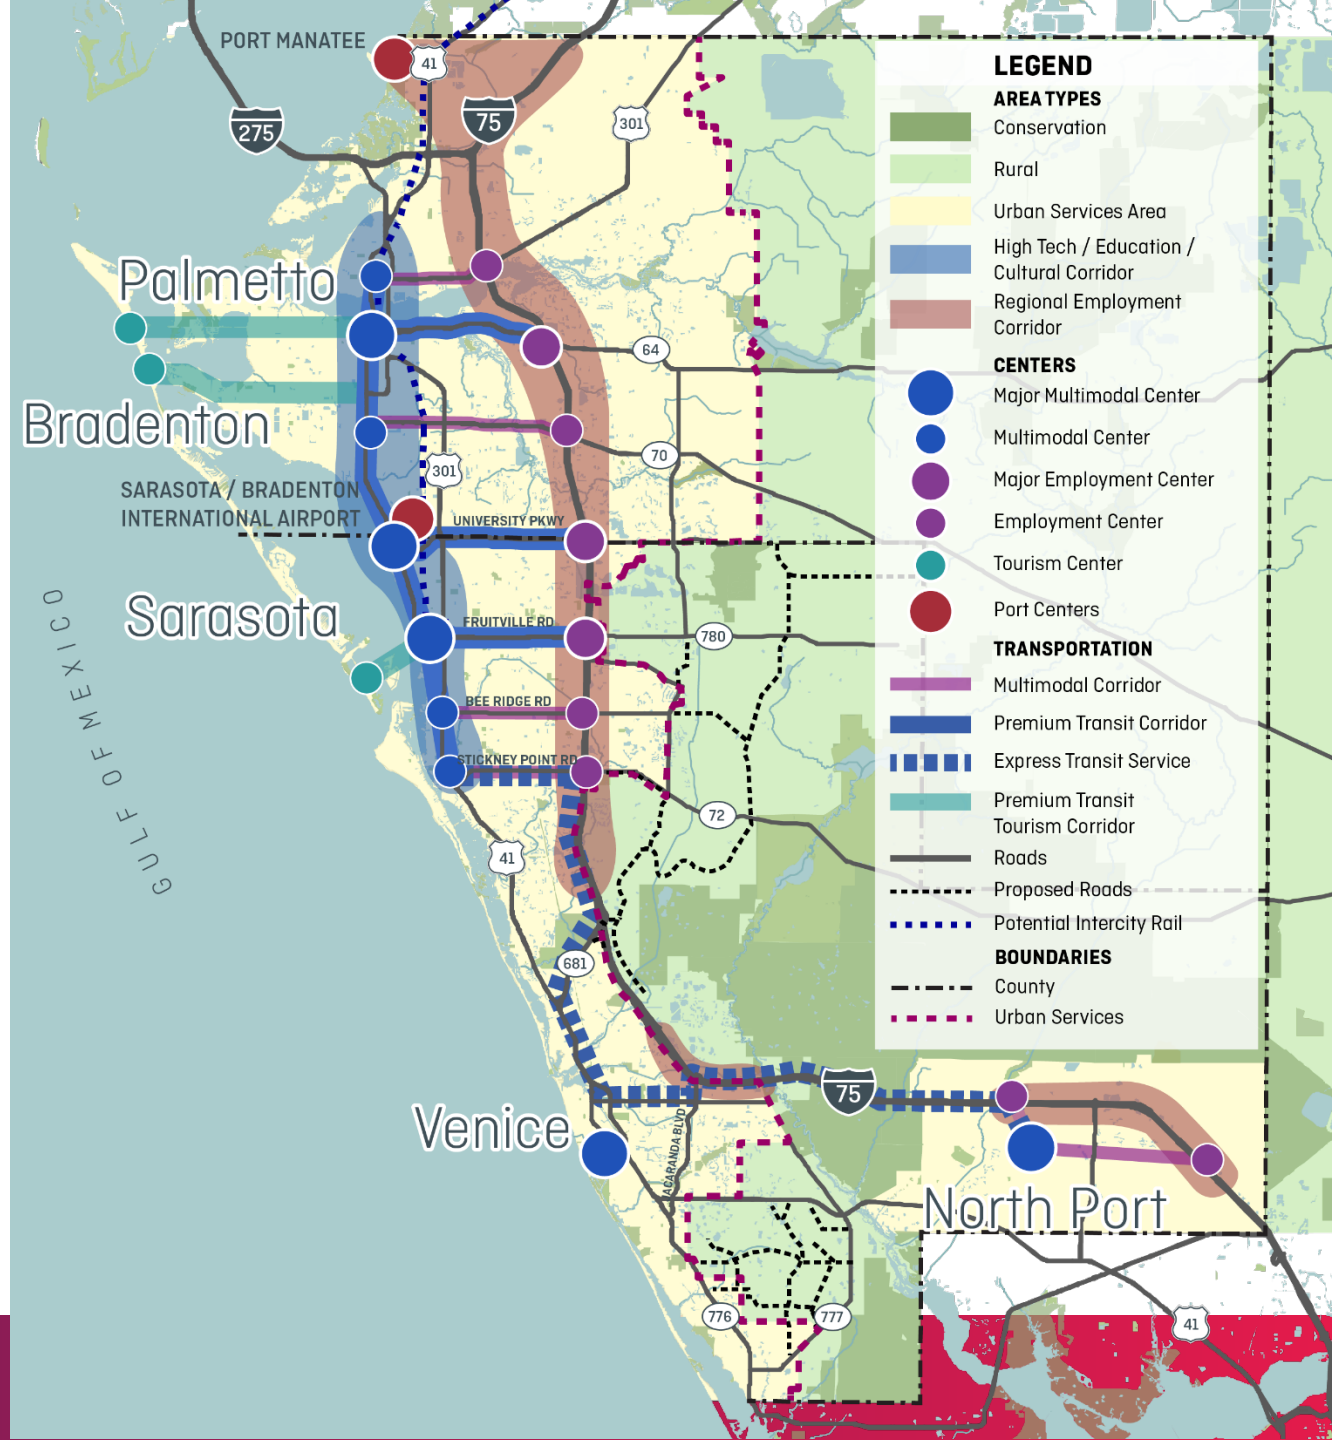 PORT MANATEE
41
75
275
301
Palmetto
64
Bradenton
70
301
SARASOTA / BRADENTON
INTERNATIONAL AIRPORT
UNIVERSITY PKWY
Sarasota
FRUITVILLE RD
780
BEE RIDGE RD
STICKNEY POINT RD
72
41
GULF OF MEXICO
681
75
Venice
JACARANDA BLVD
North Port
776
777
41
LEGEND
AREA TYPES
Conservation
Rural
Urban Services Area
High Tech / Education /
Cultural Corridor
Regional Employment
Corridor
CENTERS
Major Multimodal Center
Multimodal Center
Major Employment Center
Employment Center
Tourism Center
Port Centers
TRANSPORTATION
Multimodal Corridor
Premium Transit Corridor
Express Transit Service
Premium Transit
Tourism Corridor
Roads
Proposed Roads
Potential Intercity Rail
BOUNDARIES
County
Urban Services